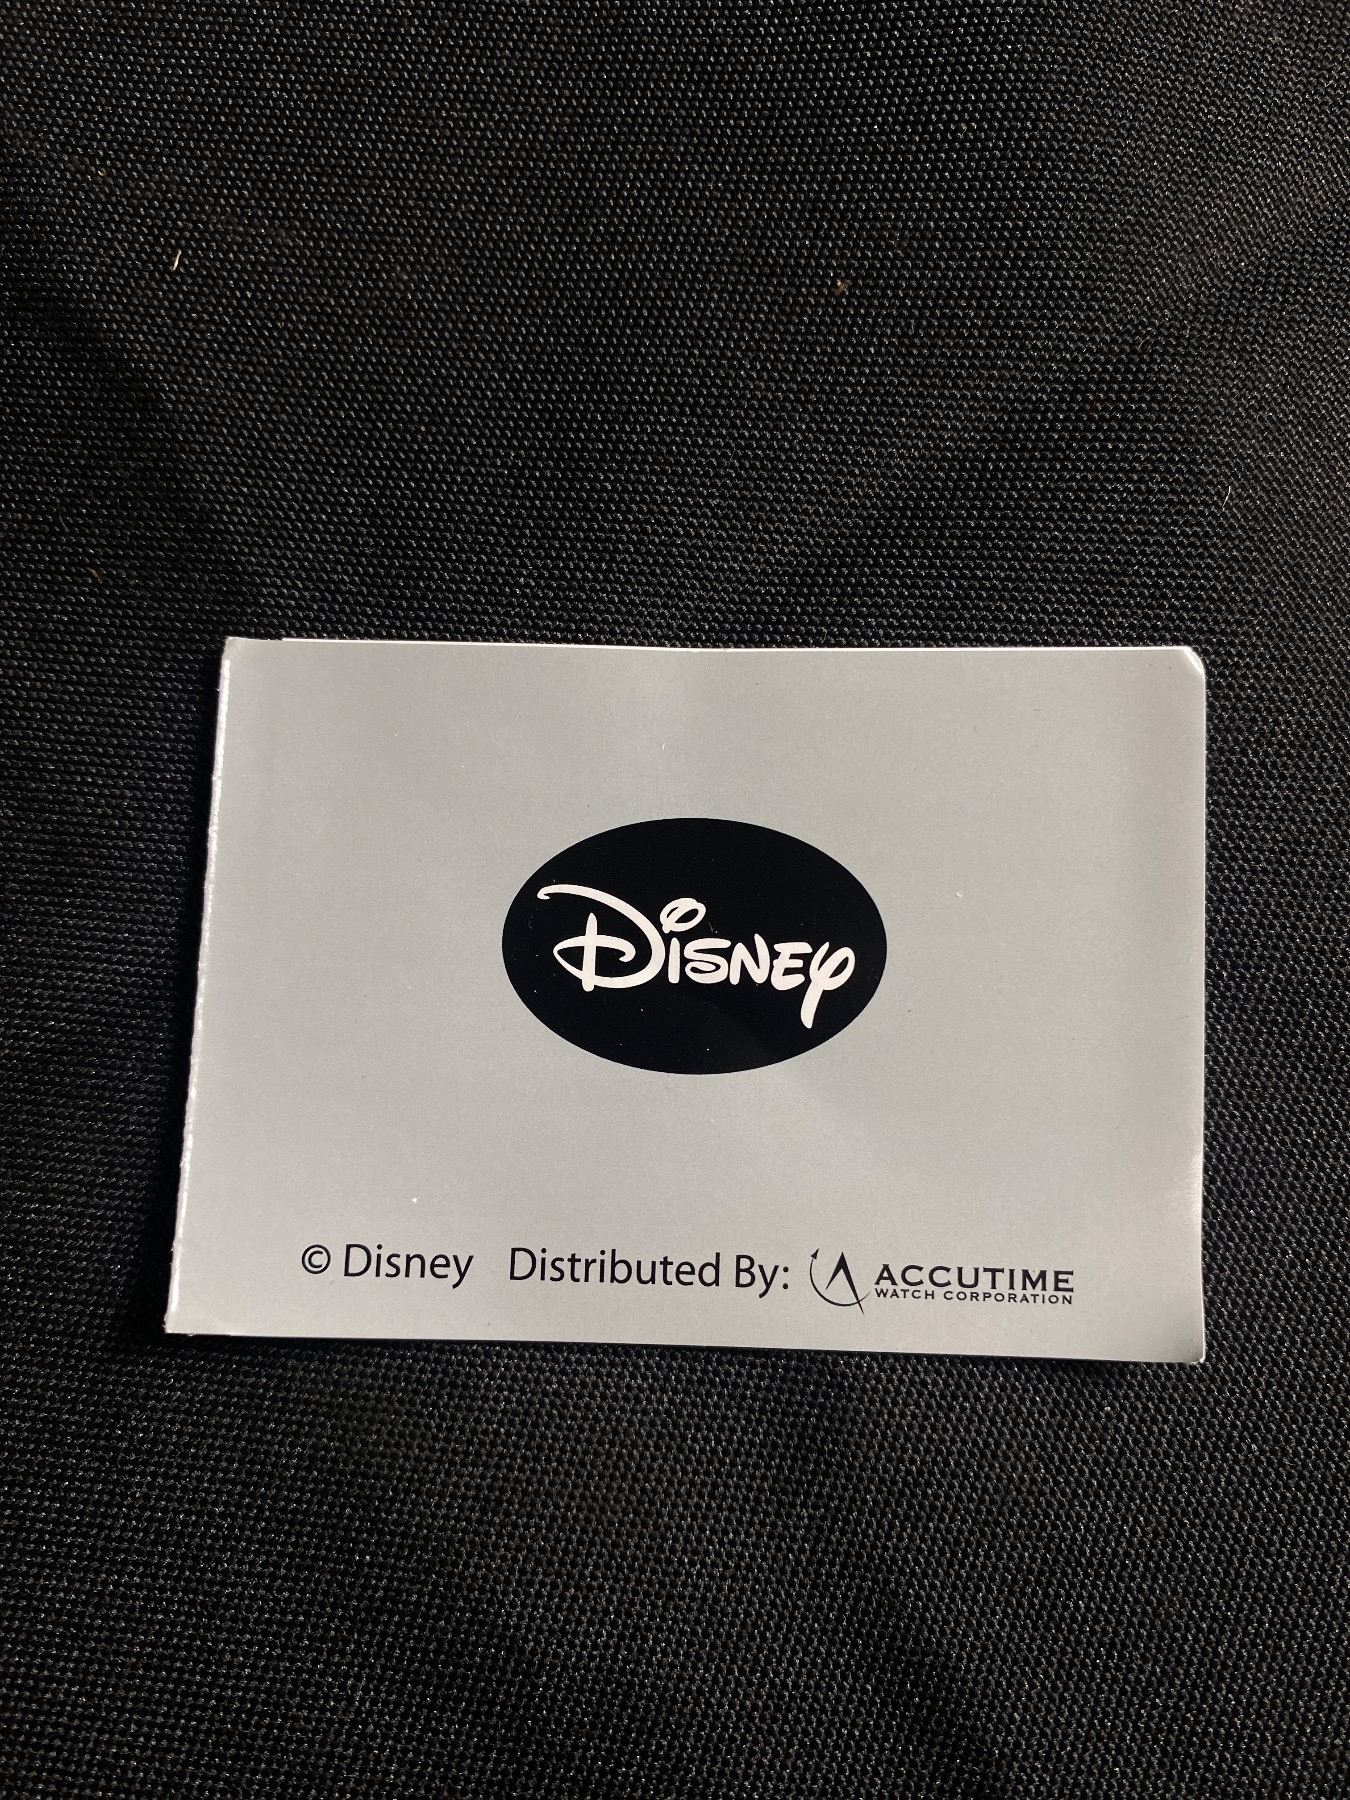 Disney
© Disney Distributed By: ACCUTIME
WATCH CORPORATION